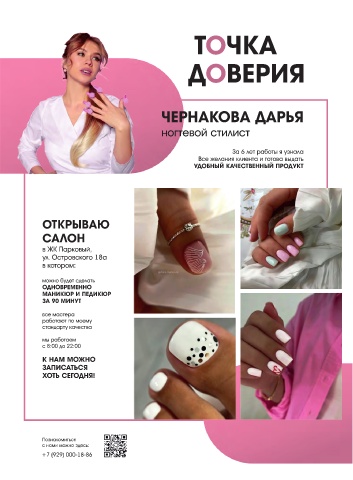 ТОЧКА
ДОВЕРИЯ
ЧЕРНАКОВА ДАРЬЯ
ногтевой стилист
За 6 лет работы я узнала
Все желания клиента и готова выдать
УДОБНЫЙ КАЧЕСТВЕННЫЙ ПРОДУКТ
ОТКРЫВАЮ
САЛОН
в ЖК Парковый,
ул. Островского 18а
в котором:
можно будет сделать
ОДНОВРЕМЕННО
МАНИКЮР И ПЕДИКЮР
ЗА 90 МИНУТ
все мастера
работают по моему
стандарту качества
мы работаем
с 8:00 до 22:00
К НАМ МОЖНО
ЗАПИСАТЬСЯ
ХОТЬ СЕГОДНЯ!
Познакомиться
с нами можно здесь:
+7 (929) 000-18-86